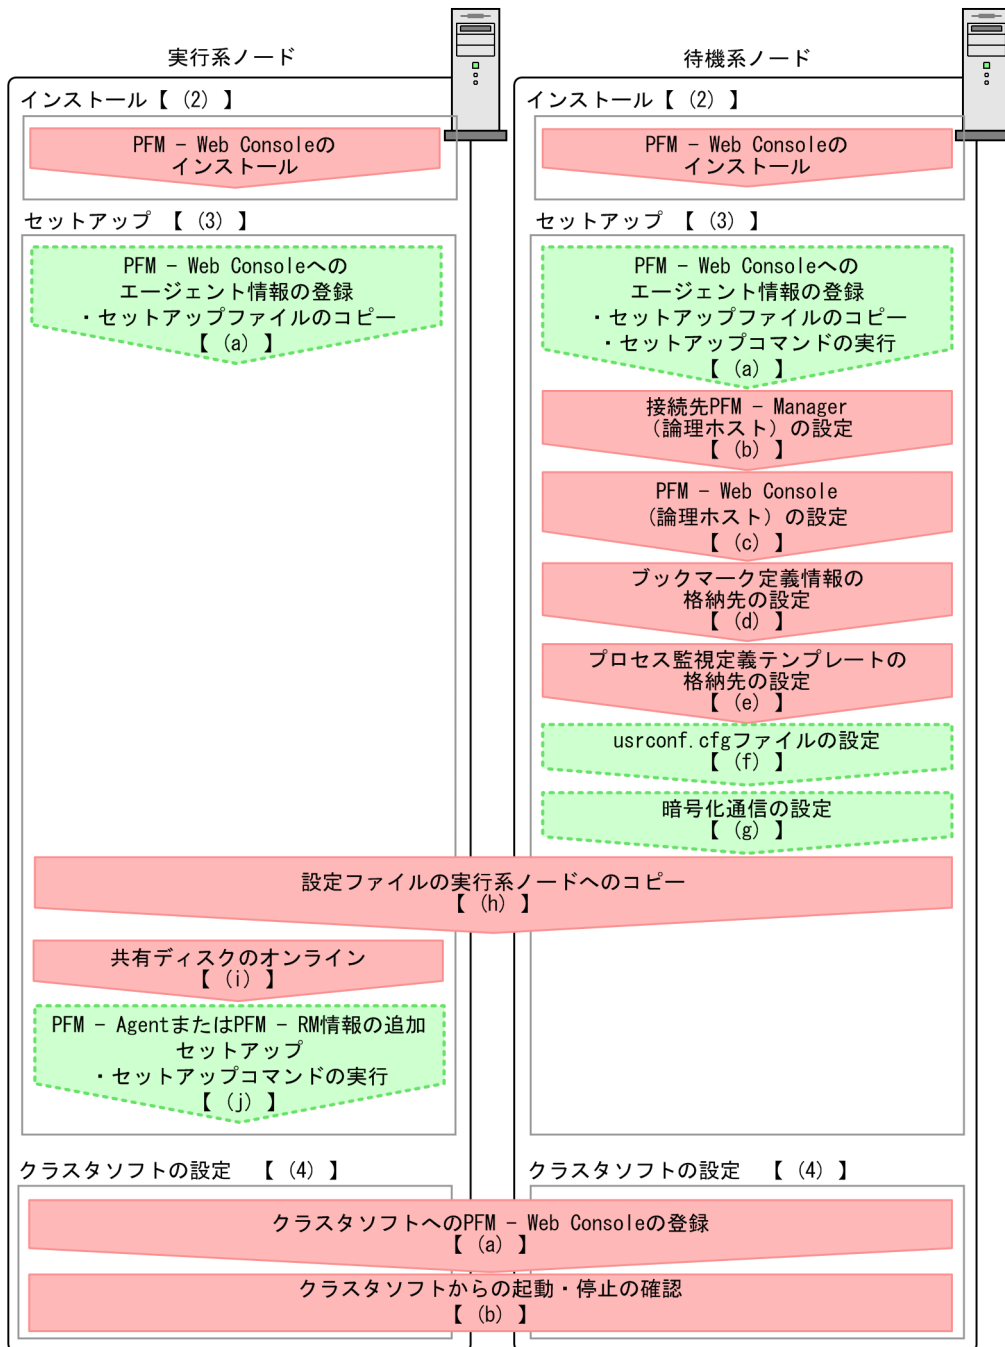 実行系ノード
待機系ノード
インストール【 (2) 】
インストール【 (2) 】
PFM - Web Consoleの
インストール
PFM - Web Consoleの
インストール
セットアップ 【 (3) 】
セットアップ 【 (3) 】
PFM - Web Consoleへの
エージェント情報の登録
・セットアップファイルのコピー
【 (a) 】
PFM - Web Consoleへの
エージェント情報の登録
・セットアップファイルのコピー
・セットアップコマンドの実行
【 (a) 】
接続先PFM - Manager
(論理ホスト) の設定
【 (b) 】
PFM - Web Console
(論理ホスト) の設定
【 (c) 】
ブックマーク定義情報の
格納先の設定
【 (d) 】
プロセス監視定義テンプレートの
格納先の設定
【 (e) 】
usrconf.cfgファイルの設定
【 (f) 】
暗号化通信の設定
【 (g) 】
設定ファイルの実行系ノードへのコピー
【 (h) 】
共有ディスクのオンライン
【 (i) 】
PFM - AgentまたはPFM - RM情報の追加
セットアップ
・セットアップコマンドの実行
【 (j) 】
クラスタソフトの設定 【 (4) 】
クラスタソフトの設定 【 (4) 】
クラスタソフトへのPFM - Web Consoleの登録
【 (a) 】
クラスタソフトからの起動・停止の確認
【 (b) 】